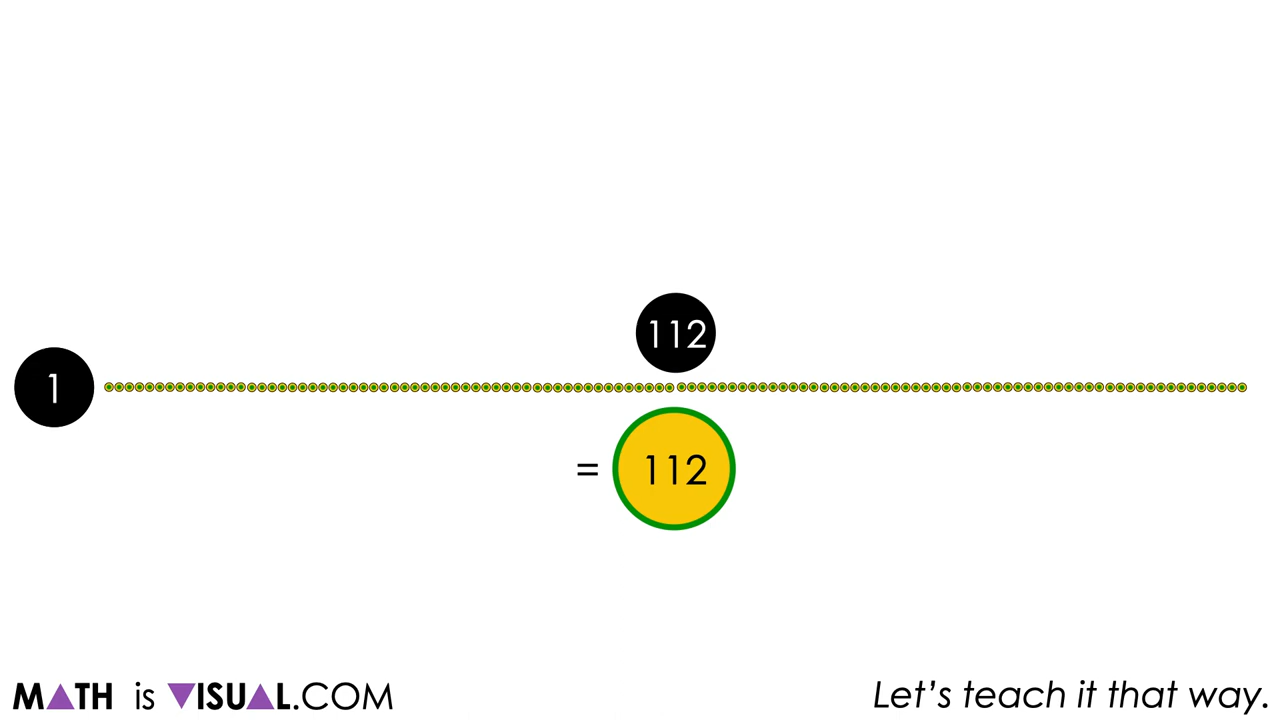 112
1
= 112
MATH is VISUAL.COM
Let's teach it that way.